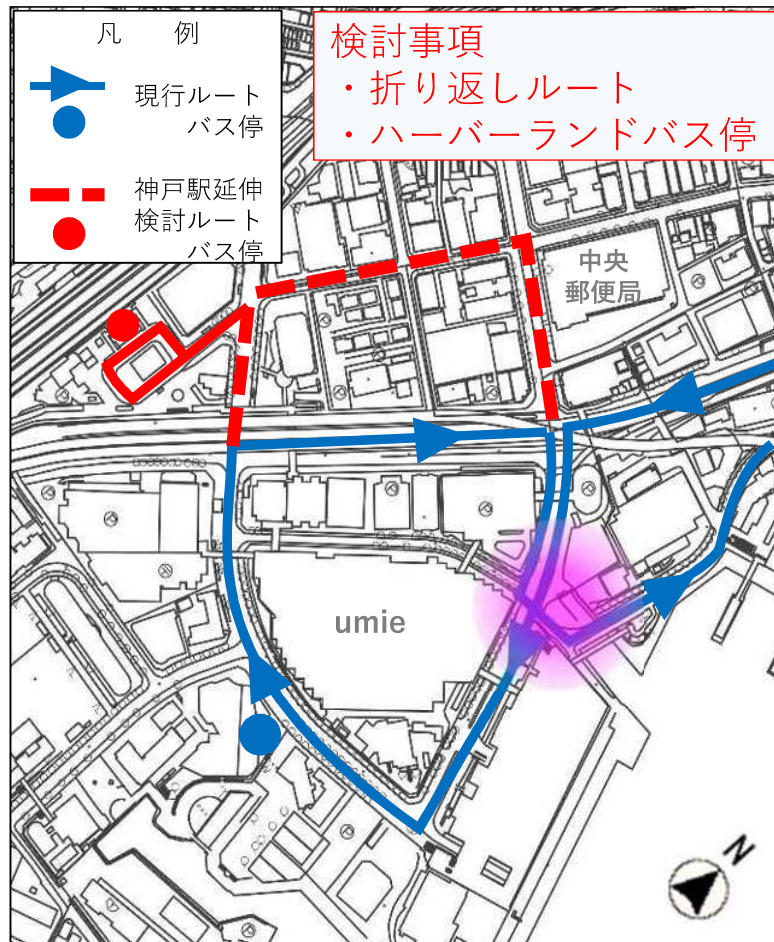 凡　例
現行ルート
バス停
神戸駅延伸
検討ルート
バス停
検討事項
・折り返しルート
・ハーバーランドバス停
中央
郵便局
umie
N